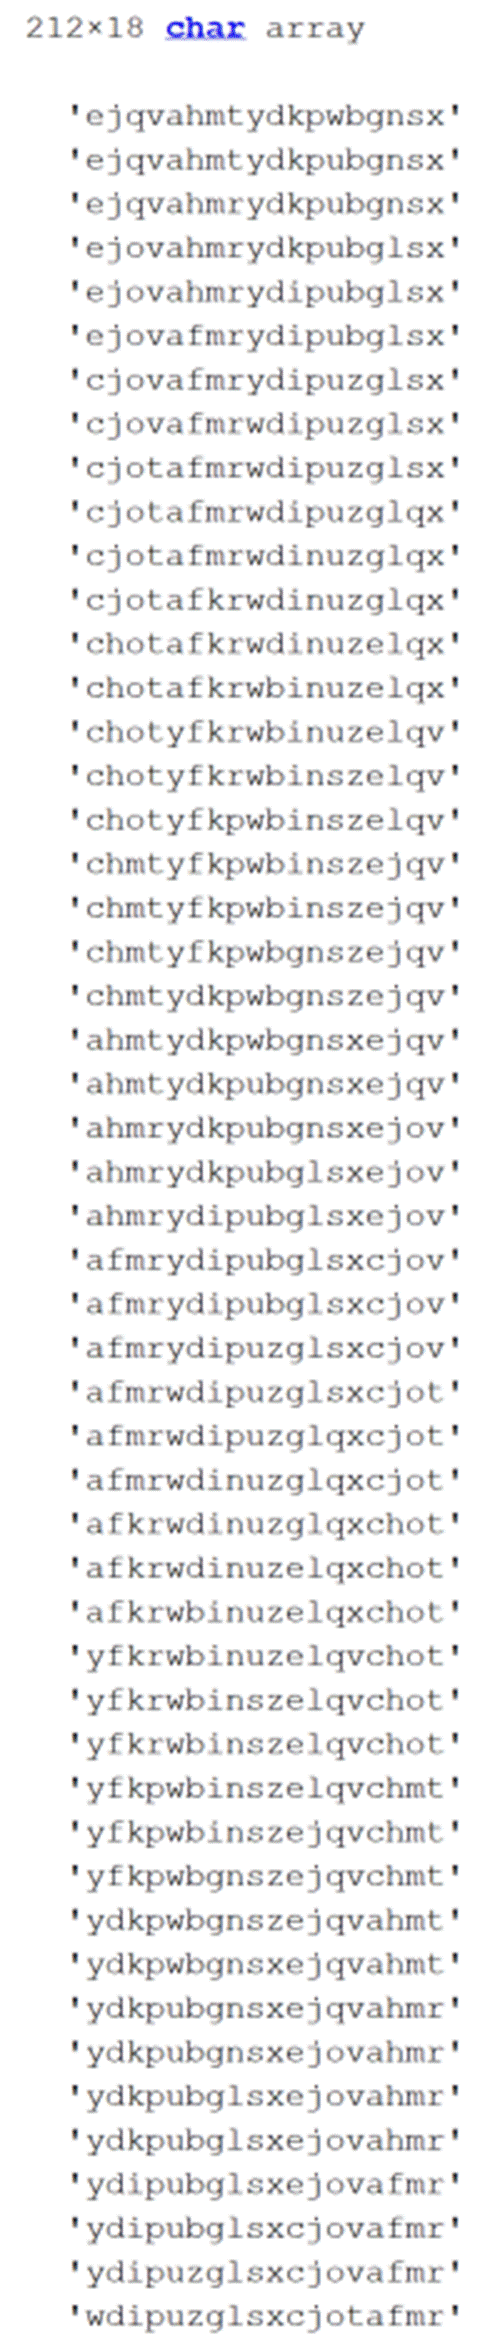 212×18 char array
'ejqvahmtydkpwbgnsx'
'ejqvahmtydkpubgnsx'
'ejqvahmrydkpubgnsx'
'ejovahmrydkpubglsx'
'ejovahmrydipubglsx'
'ejovafmrydipubglsx'
'cjovafmrydipuzglsx'
'cjovafmrwdipuzglsx'
'cjotafmrwdipuzglsx'
'cjotafmrwdipuzglqx'
'cjotafmrwdinuzglqx'
'cjotafkrwdinuzglqx'
'chotafkrwdinuzelqx'
'chotafkrwbinuzelqx'
'chotyfkrwbinuzelqv'
'chotyfkrwbinszelqv'
'chotyfkpwbinszelqv'
'chmtyfkpwbinszejqv'
'chmtyfkpwbinszejqv'
'chmtyfkpwbgnszejqv'
'chmtydkpwbgnszejqv'
'ahmtydkpwbgnsxejqv'
'ahmtydkpubgnsxejqv'
'ahmrydkpubgnsxejov'
'ahmrydkpubglsxejov'
'ahmrydipubglsxejov'
'afmrydipubglsxcjov'
'afmrydipubglsxcjov'
'afmrydipuzglsxcjov'
'afmrwdipuzglsxcjot'
'afmrwdipuzglqxcjot'
'afmrwdinuzglqxcjot'
'afkrwdinuzglqxchot'
'afkrwdinuzelqxchot'
'afkrwbinuzelqxchot'
'yfkrwbinuzelqvchot'
'yfkrwbinszelqvchot'
'yfkrwbinszelqvchot'
'yfkpwbinszelqvchmt'
'yfkpwbinszejqvchmt'
'yfkpwbgnszejqvchmt'
'ydkpwbgnszejqvahmt'
'ydkpwbgnsxejqvahmt'
'ydkpubgnsxejqvahmr'
'ydkpubgnsxejovahmr'
'ydkpubglsxejovahmr'
'ydkpubglsxejovahmr'
'ydipubglsxejovafmr'
'ydipubglsxcjovafmr'
'ydipuzglsxcjovafmr'
'wdipuzglsxcjotafmr'